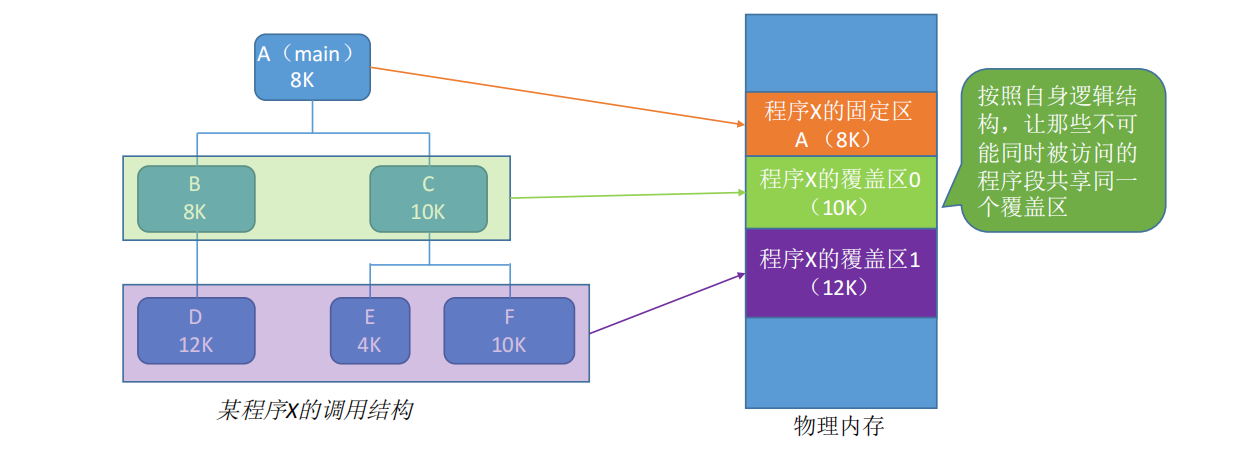 A（main）
8K
B
8K
C
10K
D
12K
E
4K
F
10K
某程序X的调用结构
程序X的固定区
A （8K）
程序X的覆盖区0
（10K）
程序X的覆盖区1
（12K）
物理内存
按照自身逻辑结
构，让那些不可
能同时被访问的
程序段共享同一
个覆盖区